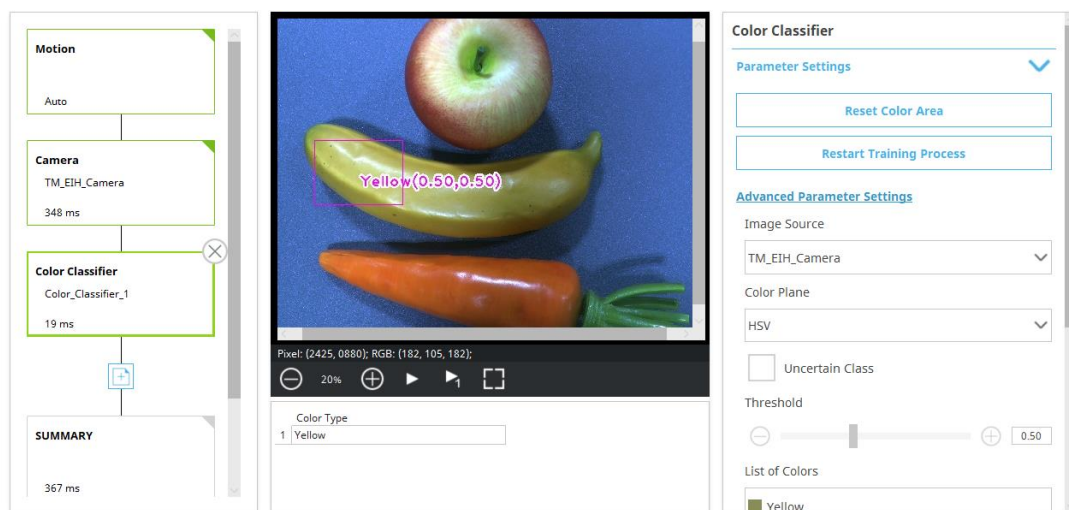 Motion
Auto
Camera
TM_EIH_Camera
348 ms
Color Classifier
Color_Classifier_1
19 ms
SUMMARY
367 ms
Yellow(0.50,0.50)
Pixel: (2425, 0880); RGB: (182, 105, 182);
20%
1
Color Type
1 Yellow
Color Classifier
Parameter Settings
Reset Color Area
Restart Training Process
Advanced Parameter Settings
Image Source
TM_EIH_Camera
Color Plane
HSV
Uncertain Class
Threshold
0.50
List of Colors
Yellow